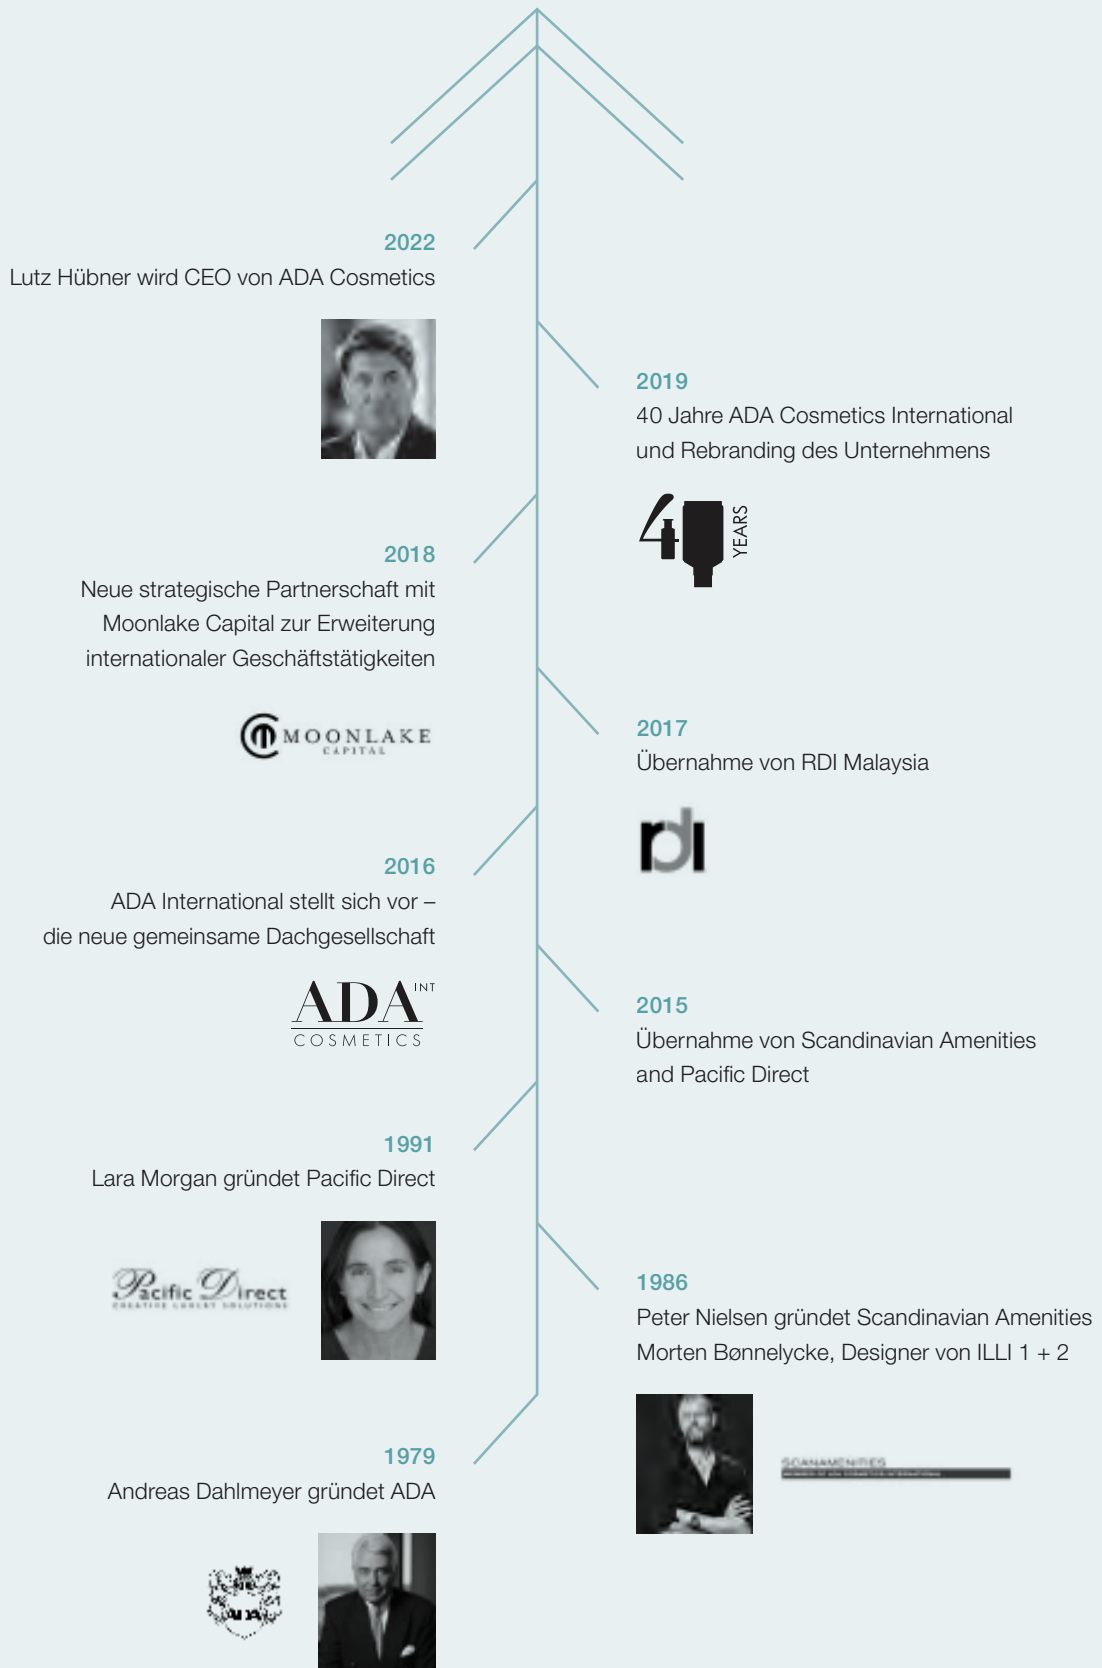 2022
Lutz Hübner wird CEO von ADA Cosmetics
2019
40 Jahre ADA Cosmetics International
und Rebranding des Unternehmens
40
YEARS
2018
Neue strategische Partnerschaft mit
Moonlake Capital zur Erweiterung
internationaler Geschäftstätigkeiten
MOONLAKE
CAPITAL
2017
Übernahme von RDI Malaysia
rdi
2016
ADA International stellt sich vor –
die neue gemeinsame Dachgesellschaft
ADA INT
COSMETICS
2015
Übernahme von Scandinavian Amenities
and Pacific Direct
1991
Lara Morgan gründet Pacific Direct
Pacific Direct
CREATIVE LUXURY SOLUTIONS
1986
Peter Nielsen gründet Scandinavian Amenities
Morten Bønnelycke, Designer von ILLI 1 + 2
SCANAMENITIES
1979
Andreas Dahlmeyer gründet ADA
ADA